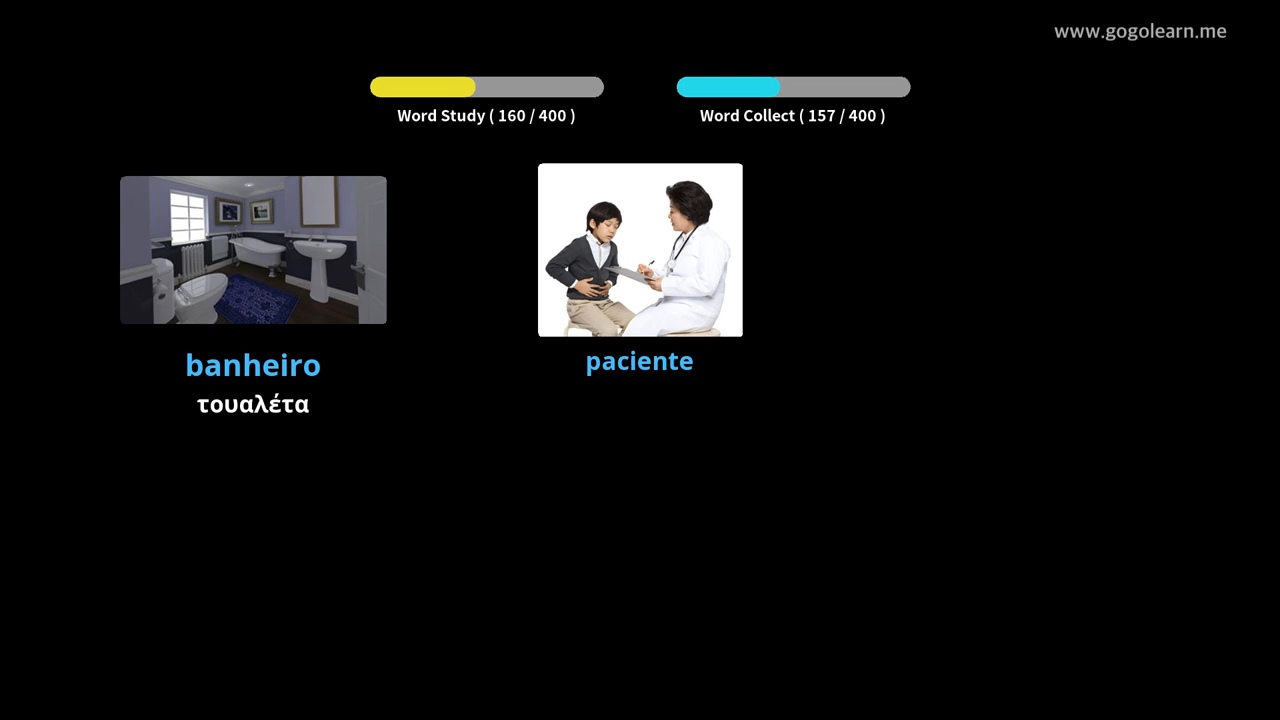 www.gogolearn.me
Word Study ( 160 / 400 )
Word Collect ( 157 / 400 )
banheiro
τουαλέτα
paciente